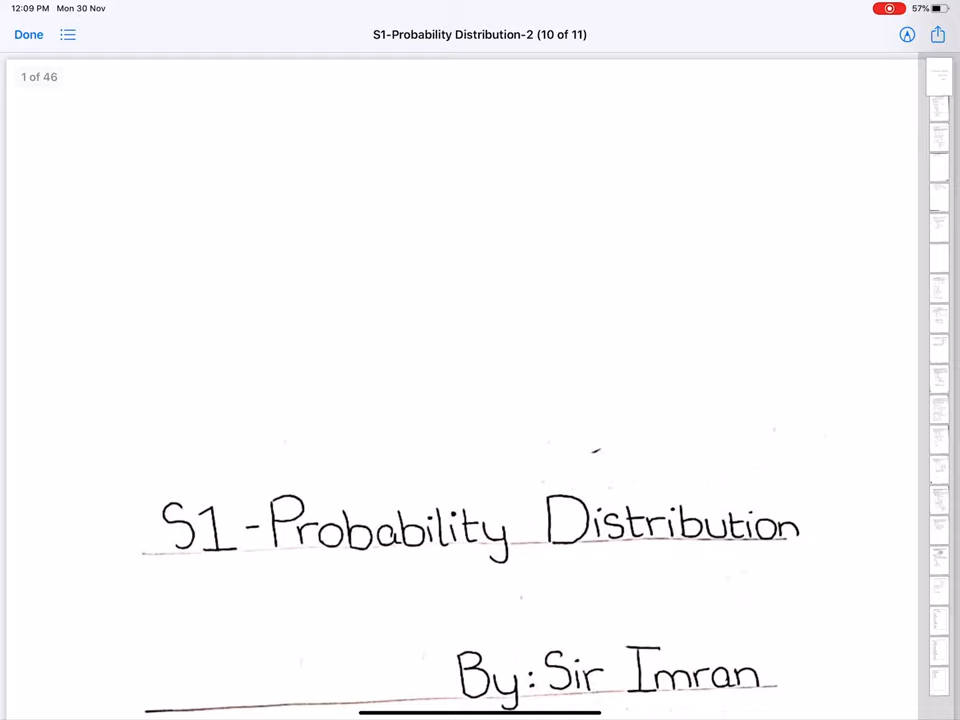 12:09 PM Mon 30 Nov
57%
Done
S1-Probability Distribution-2 (10 of 11)
1 of 46
S1-Probability Distribution
By: Sir Imran